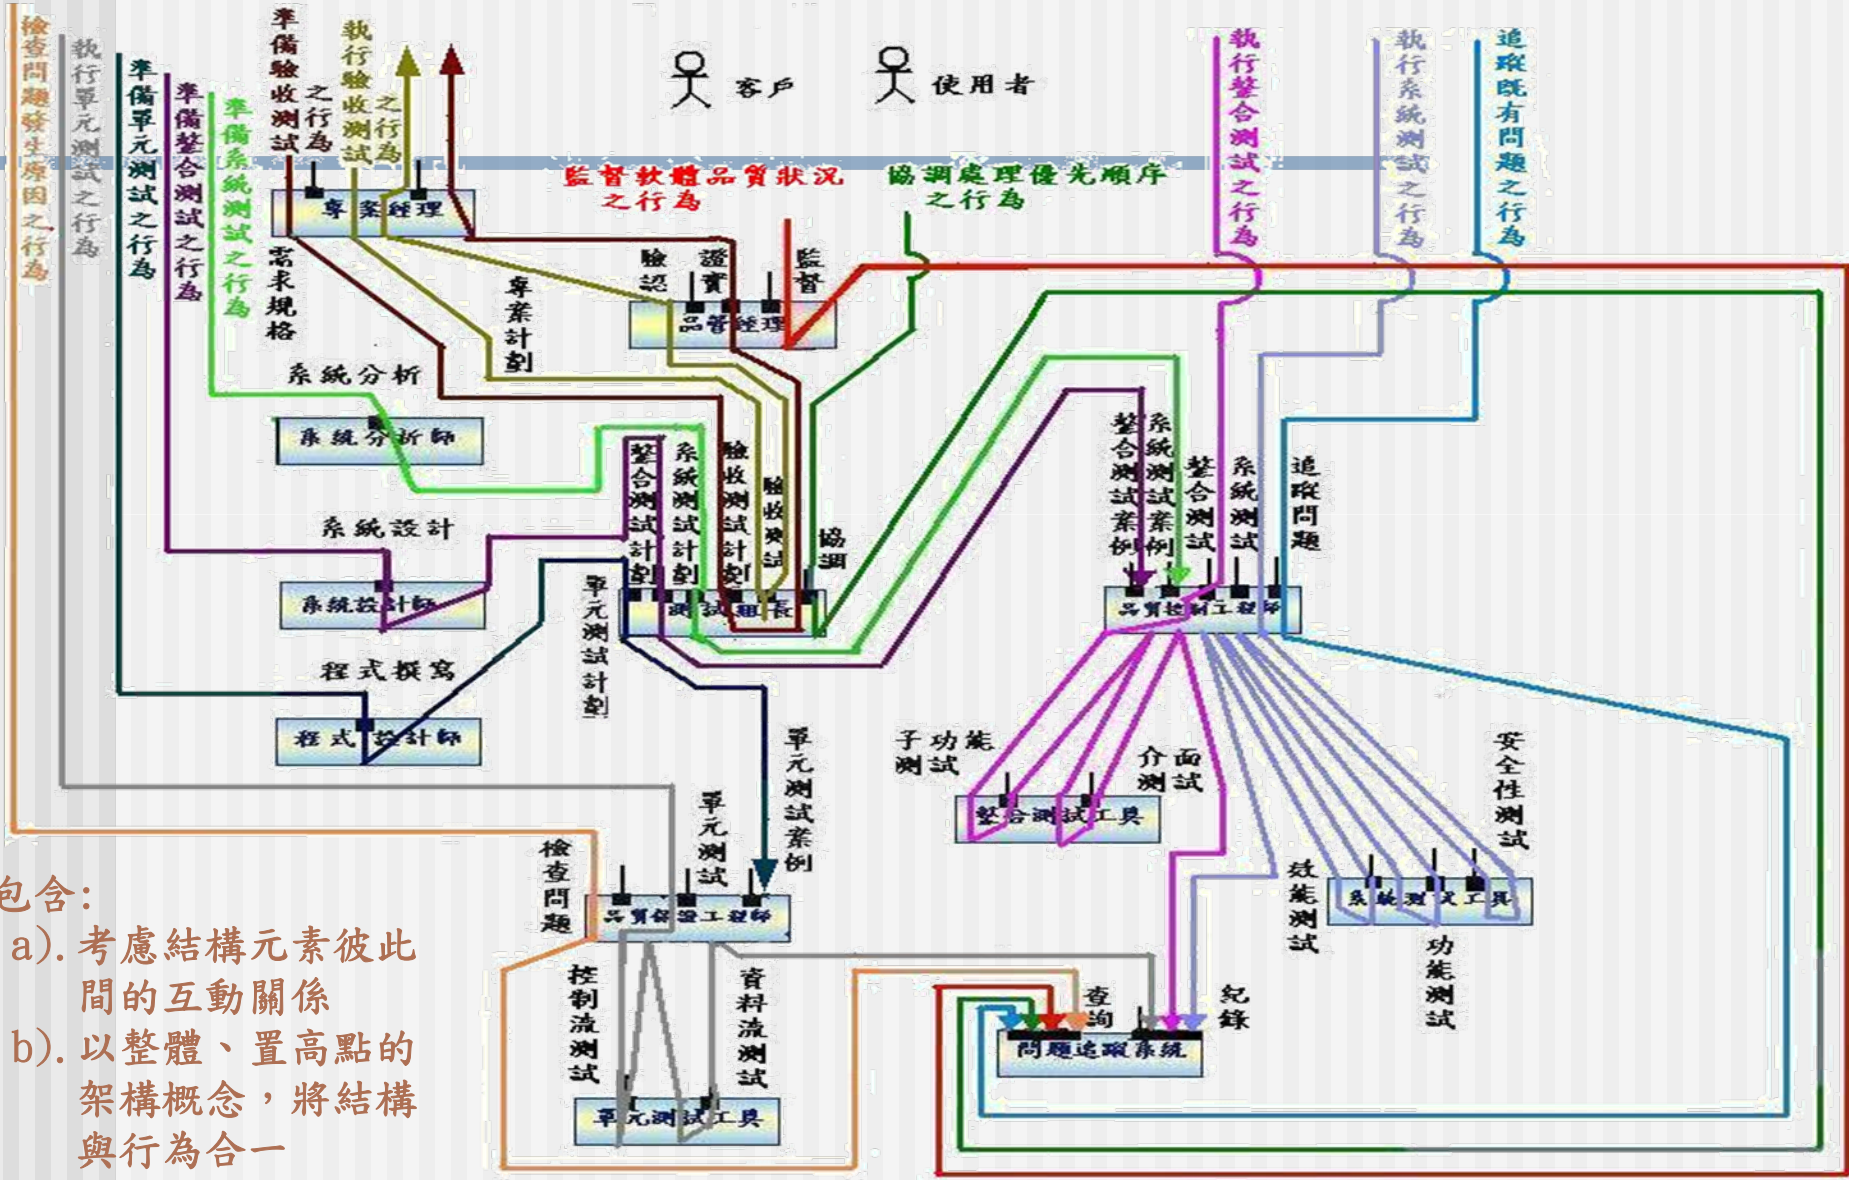 檢查問題發生原因之行為
執行單元測試之行為
準備單元測試之行為
準備整合測試之行為
準備系統測試之行為
準備驗收測試
之行為
執行驗收測試
之行為
客戶
使用者
執行整合測試之行為
執行系統測試之行為
追蹤既有問題之行為
監督軟體品質狀況
之行為
協調處理優先順序
之行為
專案經理
需求規格
專案計劃
驗認
證實
監督
品管經理
系統分析
系統分析師
系統設計
系統設計師
程式撰寫
程式設計師
整合測試計劃
系統測試計劃
驗收測試計劃
驗收測試
協調
測試組長
單元測試計劃
單元測試案例
整合測試案例
系統測試案例
整合測試
系統測試
追蹤問題
品質控制工程師
子功能
測試
介面
測試
整合測試工具
安全性測試
效能測試
系統測試工具
功能測試
檢查問題
單元測試
品質保證工程師
控制流測試
資料流測試
單元測試工具
查詢
紀錄
問題追蹤系統
包含:
a).考慮結構元素彼此
間的互動關係
b).以整體、置高點的
架構概念，將結構
與行為合一